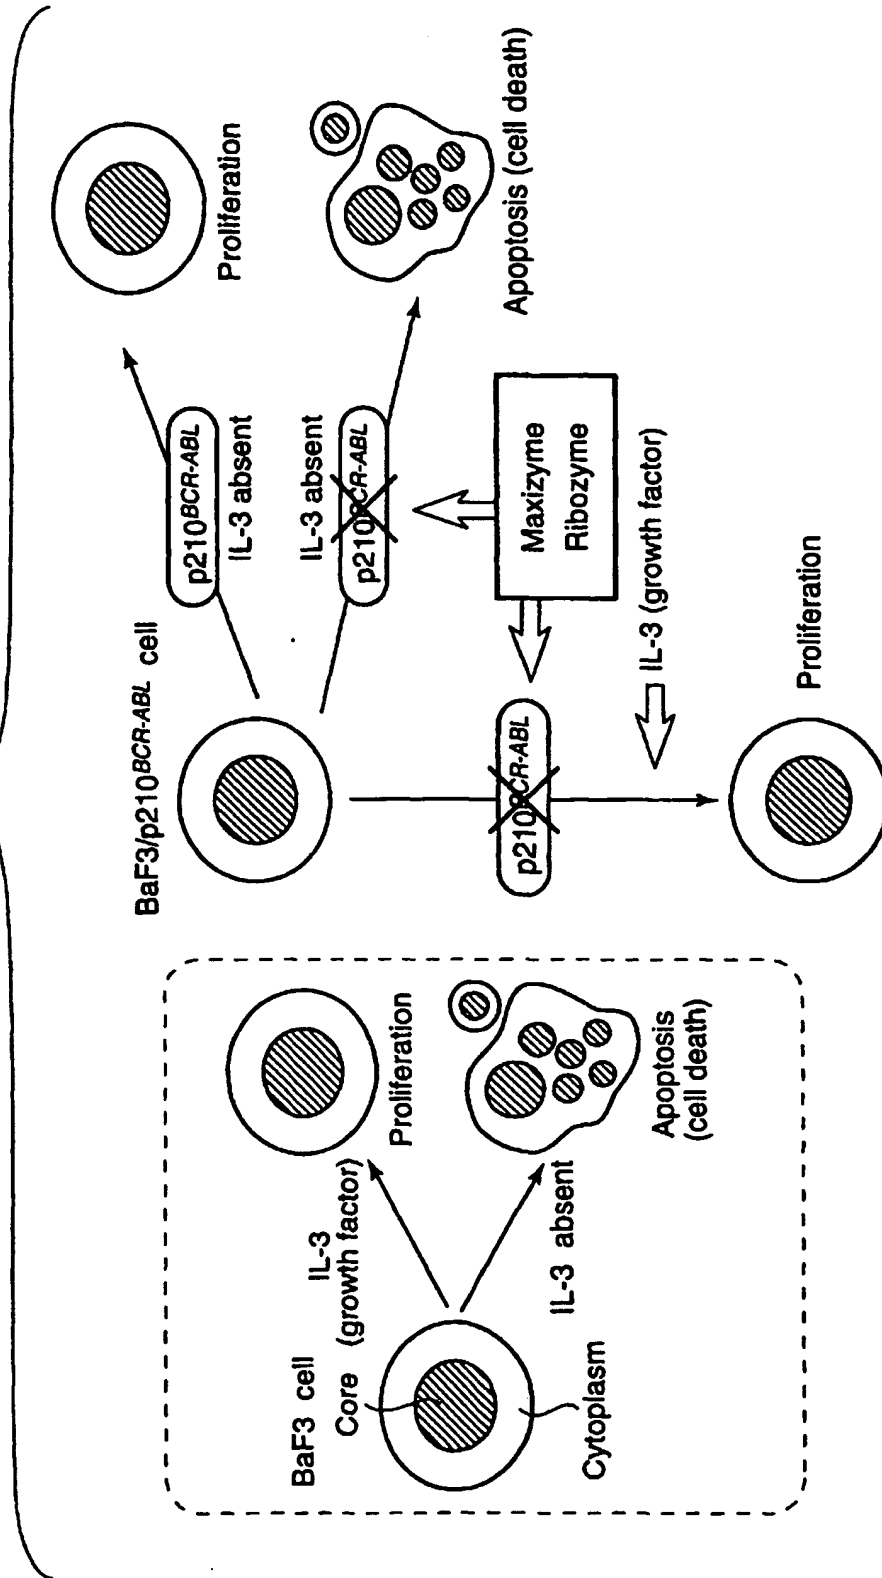 BaF3 cell
Core
IL-3
(growth factor)
Proliferation
IL-3 absent
Apoptosis
(cell death)
Cytoplasm
BaF3/p210BCR-ABL cell
p210BCR-ABL
IL-3 absent
Proliferation
IL-3 absent
p210BCR-ABL
Apoptosis (cell death)
p210BCR-ABL
Maxizyme
Ribozyme
IL-3 (growth factor)
Proliferation